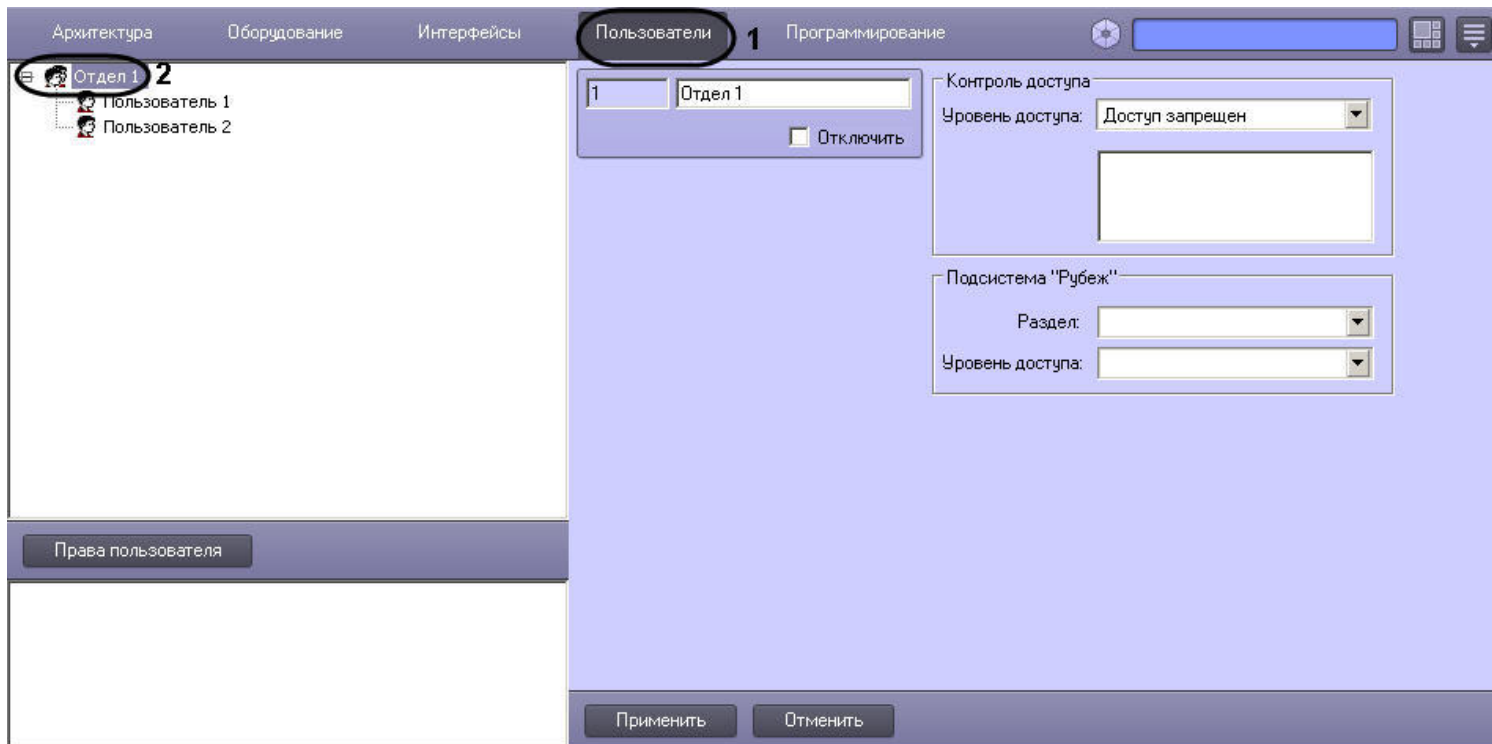 Архитектура Оборудование Интерфейсы Пользователи 1 Программирование
Отдел 1 2
Пользователь 1
Пользователь 2
1 Отдел 1
Отключить
Контроль доступа
Уровень доступа: Доступ запрещен
Подсистема "Рубеж"
Раздел:
Уровень доступа:
Права пользователя
Применить Отменить